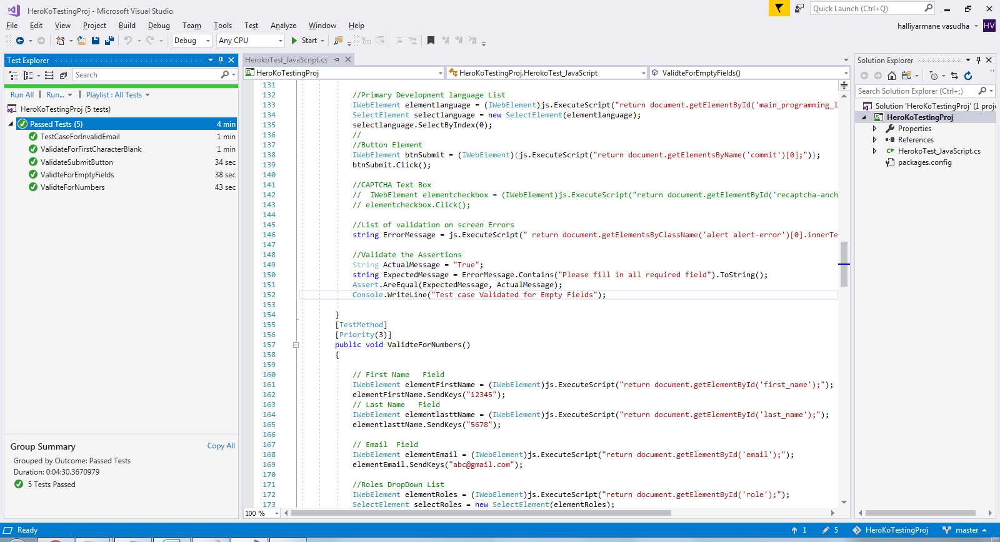 HeroKoTestingProj - Microsoft Visual Studio
Quick Launch (Ctrl+Q)
File Edit View Project Build Debug Team Tools Test Analyze Window Help
halliyarmane vasudha HV
Debug Any CPU Start
Test Explorer
Search
Run All | Run... | Playlist : All Tests
HeroKoTestingProj (5 tests)
Passed Tests (5) 4 min
TestCaseForInvalidEmail 1 min
ValidateForFirstCharacterBlank 1 min
ValidateSubmitButton 34 sec
ValidteForEmptyFields 38 sec
ValidteForNumbers 43 sec
Group Summary Copy All
Grouped by Outcome: Passed Tests
Duration: 0:04:30.3670979
5 Tests Passed
HerokoTest_JavaScript.cs
HeroKoTestingProj HeroKoTestingProj.HerokoTest_JavaScript ValidteForEmptyFields()
131
132 //Primary Development language List
133 IWebElement elementlanguage = (IWebElement)js.ExecuteScript("return document.getElementById('main_programming_l
134 SelectElement selectlanguage = new SelectElement(elementlanguage);
135 selectlanguage.SelectByIndex(0);
136 //
137 //Button Element
138 IWebElement btnSubmit = (IWebElement)(js.ExecuteScript("return document.getElementsByName('commit')[0];"));
139 btnSubmit.Click();
140
141 //CAPTCHA Text Box
142 //  IWebElement elementcheckbox = (IWebElement)js.ExecuteScript("return document.getElementById('recaptcha-anch
143 // elementcheckbox.Click();
144
145 //List of validation on screen Errors
146 string ErrorMessage = js.ExecuteScript(" return document.getElementsByClassName('alert alert-error')[0].innerTe
147
148 //Validate the Assertions
149 String ActualMessage = "True";
150 string ExpectedMessage = ErrorMessage.Contains("Please fill in all required field").ToString();
151 Assert.AreEqual(ExpectedMessage, ActualMessage);
152 Console.WriteLine("Test case Validated for Empty Fields");
153
154 }
155 [TestMethod]
156 [Priority(3)]
157 public void ValidteForNumbers()
158 {
159
160 // First Name   Field
161 IWebElement elementFirstName = (IWebElement)js.ExecuteScript("return document.getElementById('first_name');");
162 elementFirstName.SendKeys("12345");
163 // Last Name   Field
164 IWebElement elementlasttName = (IWebElement)js.ExecuteScript("return document.getElementById('last_name');");
165 elementlasttName.SendKeys("5678");
166
167 // Email  Field
168 IWebElement elementEmail = (IWebElement)js.ExecuteScript("return document.getElementById('email');");
169 elementEmail.SendKeys("abc@gmail.com");
170
171 //Roles DropDown List
172 IWebElement elementRoles = (IWebElement)js.ExecuteScript("return document.getElementById('role');");
173 SelectElement selectRoles = new SelectElement(elementRoles);
100 %
Solution Explorer
Search Solution Explorer (Ctrl+;)
Solution 'HeroKoTestingProj' (1 proje
HeroKoTestingProj
Properties
References
C# HerokoTest_JavaScript.cs
packages.config
Ready 1 5 HeroKoTestingProj master